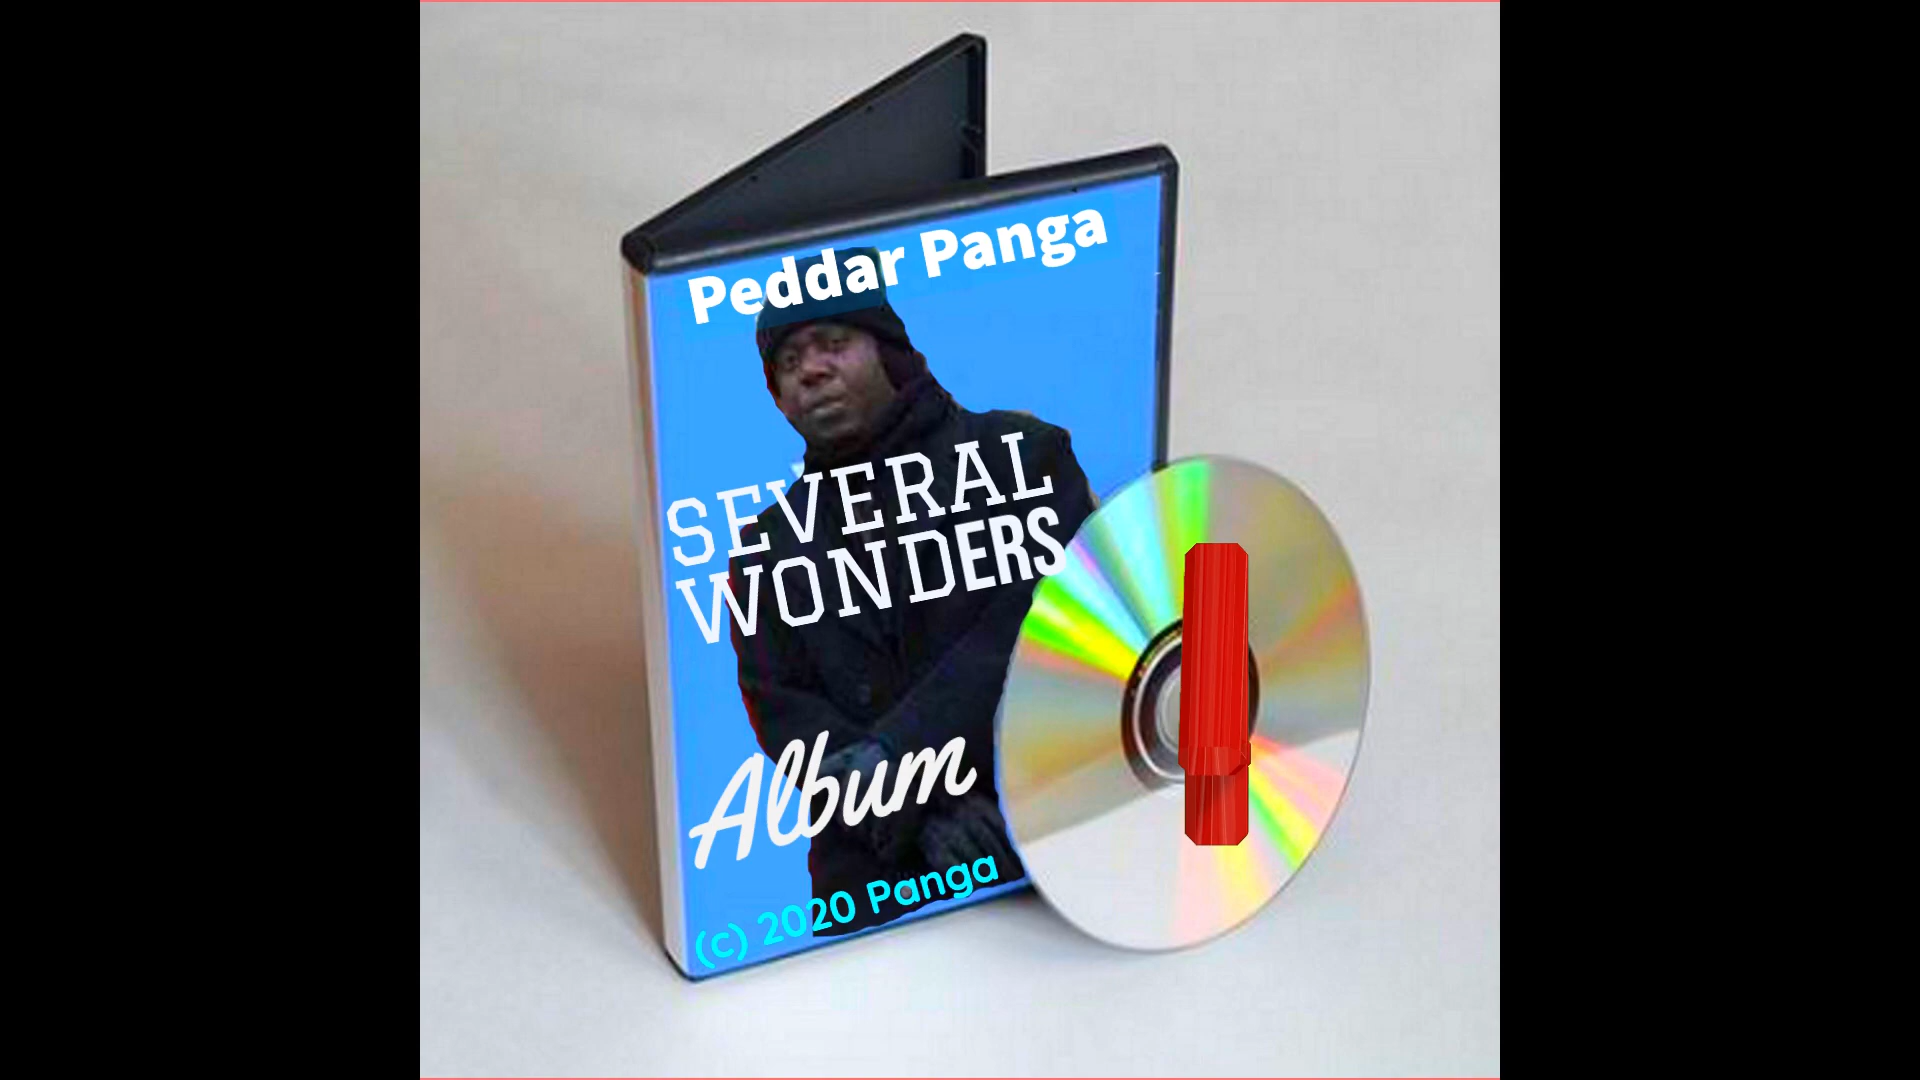 Peddar Panga
SEVERAL
WONDERS
Album
(c) 2020 Panga